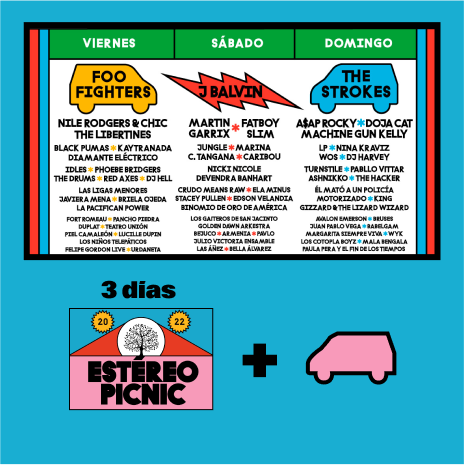 VIERNES
FOO
FIGHTERS
NILE RODGERS & CHIC
THE LIBERTINES
BLACK PUMAS * KAYTRANADA
DIAMANTE ELÉCTRICO
IDLES * PHOEBE BRIDGERS
THE DRUMS * RED AXES * DJ HELL
LAS LIGAS MENORES
JAVIERA MENA * BRIELA OJEDA
LA PACIFICAN POWER
FORT ROMEAU * PANCHO PIEDRA
DUPLAT * TEATRO UNIÓN
PIEL CAMALEÓN * LUCILLE DUPIN
LOS NIÑOS TELEPÁTICOS
FELIPE GORDON LIVE * URDANETA
SÁBADO
J BALVIN
MARTIN * FATBOY
GARRIX SLIM
JUNGLE * MARINA
C. TANGANA * CARIBOU
NICKI NICOLE
DEVENDRA BANHART
CRUDO MEANS RAW * ELA MINUS
STACEY PULLEN * EDSON VELANDIA
BINOMIO DE ORO DE AMÉRICA
LOS GAITEROS DE SAN JACINTO
GOLDEN DAWN ARKESTRA
BEJUCO * ARMENIA * PAVLO
JULIO VICTORIA ENSAMBLE
LAS ÁÑEZ * BELLA ÁLVAREZ
DOMINGO
THE
STROKES
A$AP ROCKY * DOJA CAT
MACHINE GUN KELLY
LP * NINA KRAVIZ
WOS * DJ HARVEY
TURNSTILE * PABLLO VITTAR
ASHNIKKO * THE HACKER
ÉL MATÓ A UN POLICÍA
MOTORIZADO * KING
GIZZARD & THE LIZARD WIZARD
AVALON EMERSON * BRUSES
JUAN PABLO VEGA * BABELGAM
MARGARITA SIEMPRE VIVA * WYK
LOS COTOPLA BOYZ * MALA BENGALA
PAULA PERA Y EL FIN DE LOS TIEMPOS
3 días
20 22
ESTÉREO
PICNIC
+